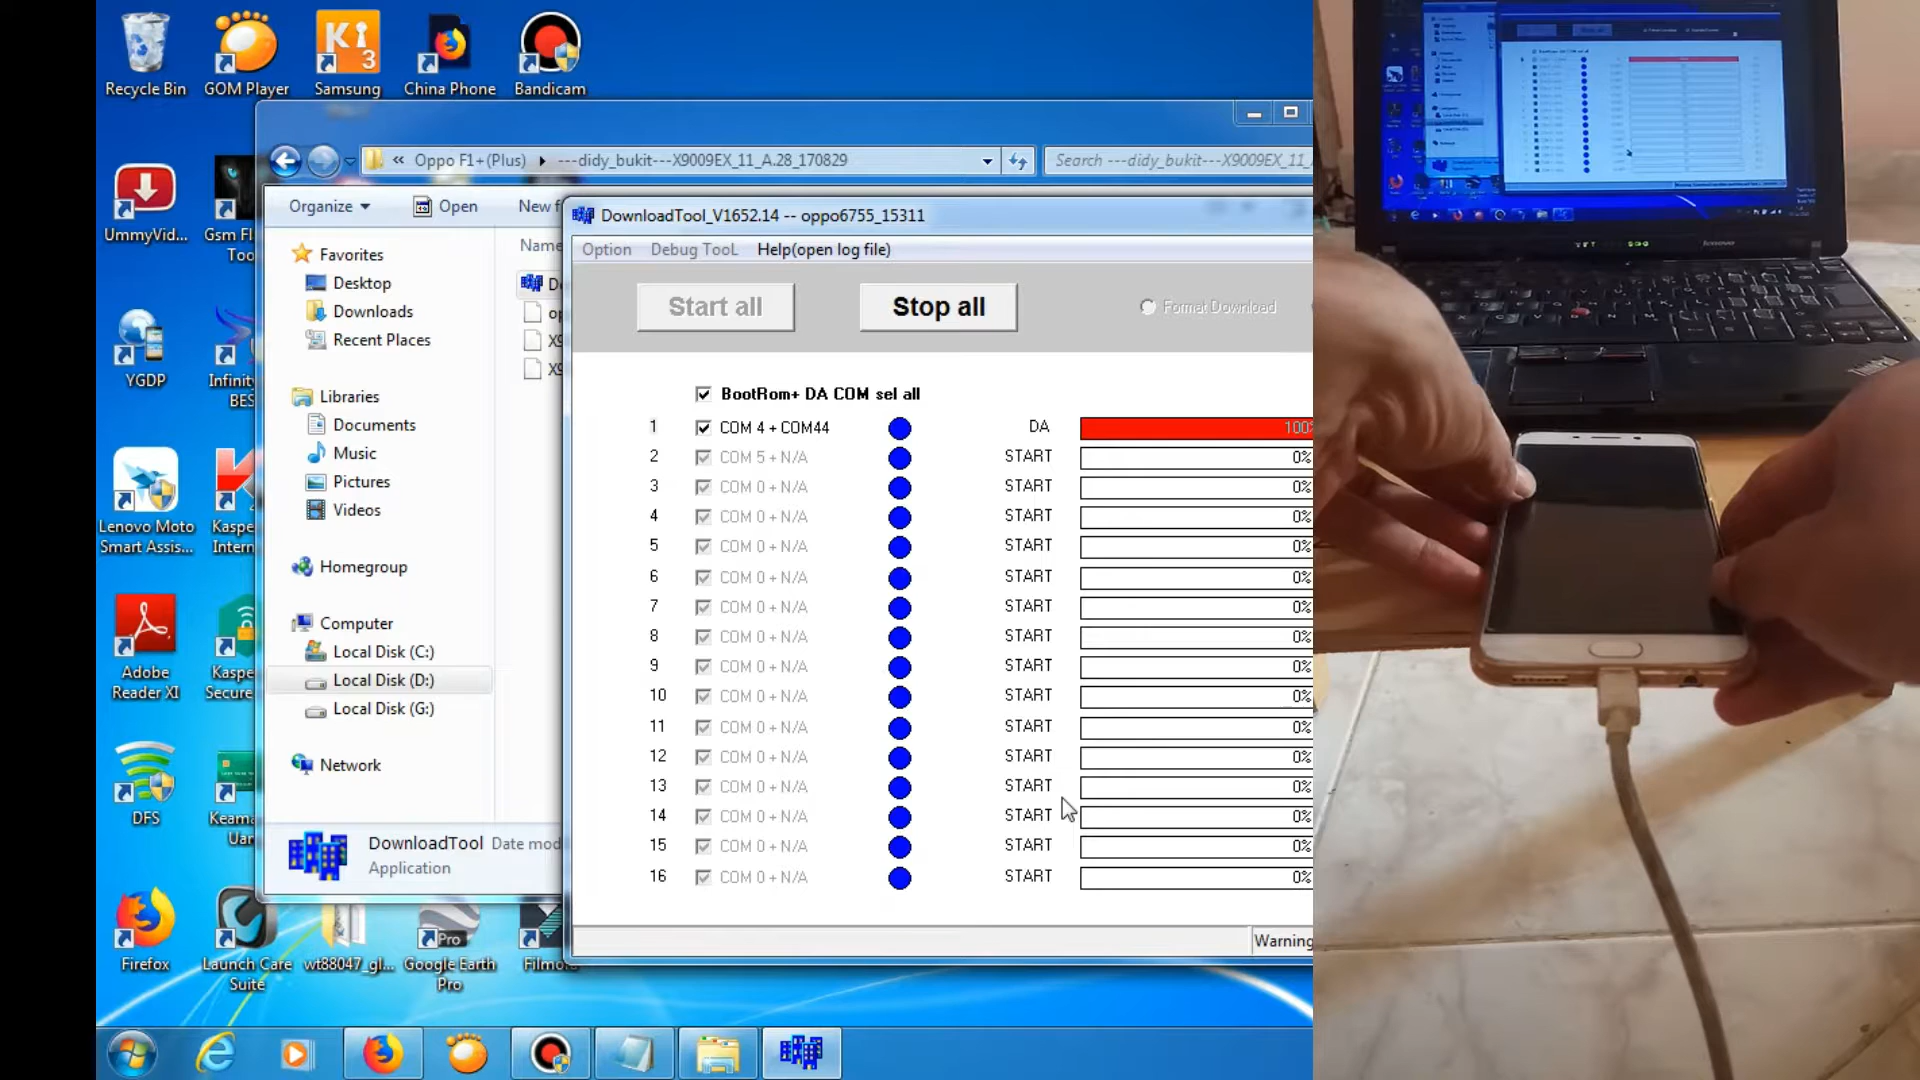 Recycle Bin
GOM Player
Samsung
China Phone
Bandicam
Ki
3
« Oppo F1+(Plus) ---didy_bukit---X9009EX_11_A.28_170829
Search ---didy_bukit---X9009EX_11_
Organize
Open
New f
DownloadTool_V1652.14 -- oppo6755_15311
Option
Debug TooL
Help(open log file)
Start all
Stop all
Format Download
BootRom+ DA COM sel all
1 COM 4 + COM44 DA 100%
2 COM 5 + N/A START 0%
3 COM 0 + N/A START 0%
4 COM 0 + N/A START 0%
5 COM 0 + N/A START 0%
6 COM 0 + N/A START 0%
7 COM 0 + N/A START 0%
8 COM 0 + N/A START 0%
9 COM 0 + N/A START 0%
10 COM 0 + N/A START 0%
11 COM 0 + N/A START 0%
12 COM 0 + N/A START 0%
13 COM 0 + N/A START 0%
14 COM 0 + N/A START 0%
15 COM 0 + N/A START 0%
16 COM 0 + N/A START 0%
Warning
Name
Favorites
Desktop
Downloads
Recent Places
Libraries
Documents
Music
Pictures
Videos
Homegroup
Computer
Local Disk (C:)
Local Disk (D:)
Local Disk (G:)
Network
DownloadTool Date mod
Application
UmmyVid...
Gsm Fl
Too
YGDP
Infinity
BES
Lenovo Moto
Smart Assis...
Kaspe
Intern
Adobe
Reader XI
Kaspe
Secure
DFS
Keama
Uan
Firefox
Launch Care
Suite
wt88047_gl...
Google Earth
Pro
Pro
Filmo
lenovo